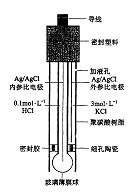 导线
密封塑料
加液孔
Ag/AgCl
内参比电极
Ag/AgCl
外参比电极
0.1mol·L⁻¹
HCl
3mol·L⁻¹
KCl
聚碳酸树脂
密封胶
细孔陶瓷
玻璃薄膜球